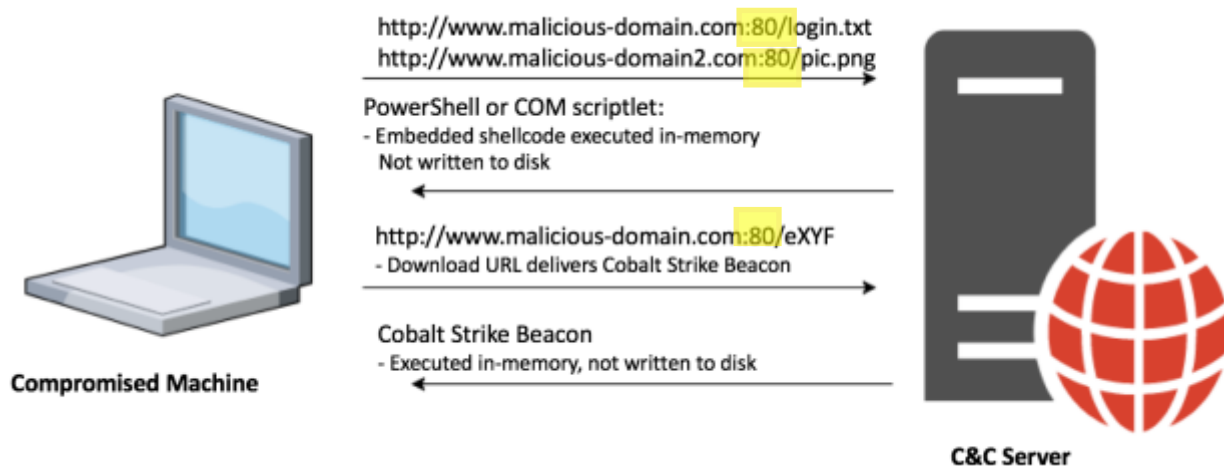 http://www.malicious-domain.com:80/login.txt
http://www.malicious-domain2.com:80/pic.png
PowerShell or COM scriptlet:
- Embedded shellcode executed in-memory
Not written to disk
http://www.malicious-domain.com:80/eXYF
- Download URL delivers Cobalt Strike Beacon
Cobalt Strike Beacon
- Executed in-memory, not written to disk
Compromised Machine
C&C Server